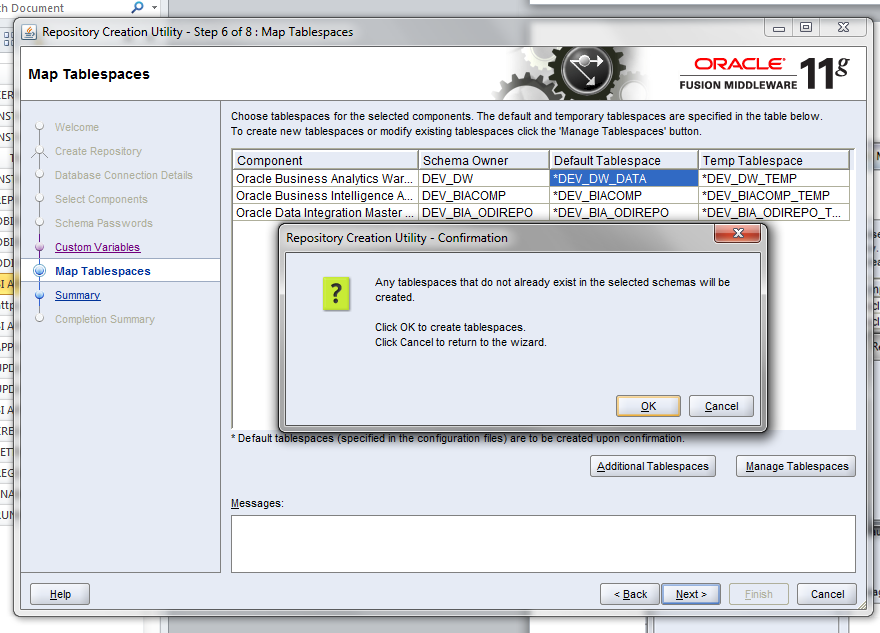 ch Document
Repository Creation Utility - Step 6 of 8 : Map Tablespaces
Map Tablespaces
ORACLE
FUSION MIDDLEWARE 11g
Welcome
Create Repository
Database Connection Details
Select Components
Schema Passwords
Custom Variables
Map Tablespaces
Summary
Completion Summary
Choose tablespaces for the selected components. The default and temporary tablespaces are specified in the table below.
To create new tablespaces or modify existing tablespaces click the 'Manage Tablespaces' button.
Component Schema Owner Default Tablespace Temp Tablespace
Oracle Business Analytics War... DEV_DW *DEV_DW_DATA *DEV_DW_TEMP
Oracle Business Intelligence A... DEV_BIACOMP *DEV_BIACOMP *DEV_BIACOMP_TEMP
Oracle Data Integration Master ... DEV_BIA_ODIREPO *DEV_BIA_ODIREPO *DEV_BIA_ODIREPO_T...
Repository Creation Utility - Confirmation
?
Any tablespaces that do not already exist in the selected schemas will be
created.
Click OK to create tablespaces.
Click Cancel to return to the wizard.
OK Cancel
* Default tablespaces (specified in the configuration files) are to be created upon confirmation.
Additional Tablespaces Manage Tablespaces
Messages:
Help < Back Next > Finish Cancel